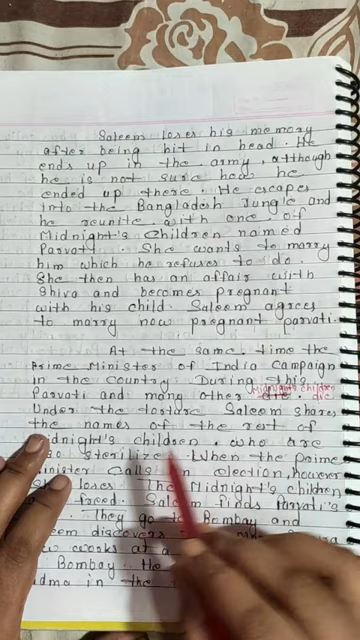 Saleem loses his memory
after being hit in head. He
ends up in the army, although
he is not sure how he
ended up there. He escapes
into the Bangladesh Jungle and
he reunite with one of
Midnight's Children named
Parvati. She wants to marry
him which he refuses to do.
She then has an affair with
Shiva and becomes pregnant
with his child. Saleem agrees
to marry now pregnant parvati.
At the same time the
Prime Minister of India Campaign
in the country During this
Midnight children
Parvati and many other die.
Under the torture Saleem shares
the names of the rest of
idnight's children. who are
so sterilize. When the prime
inister calls an election, however
loses. The Midnight's children
freed. Saleem finds Parvati's
They go to Bombay and
eem discovers
works at a
Bombay. He
in the